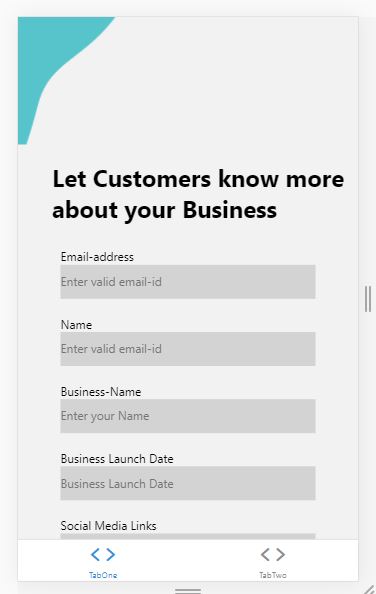 Let Customers know more
about your Business
Email-address
Enter valid email-id
Name
Enter valid email-id
Business-Name
Enter your Name
Business Launch Date
Business Launch Date
Social Media Links
TabOne
TabTwo